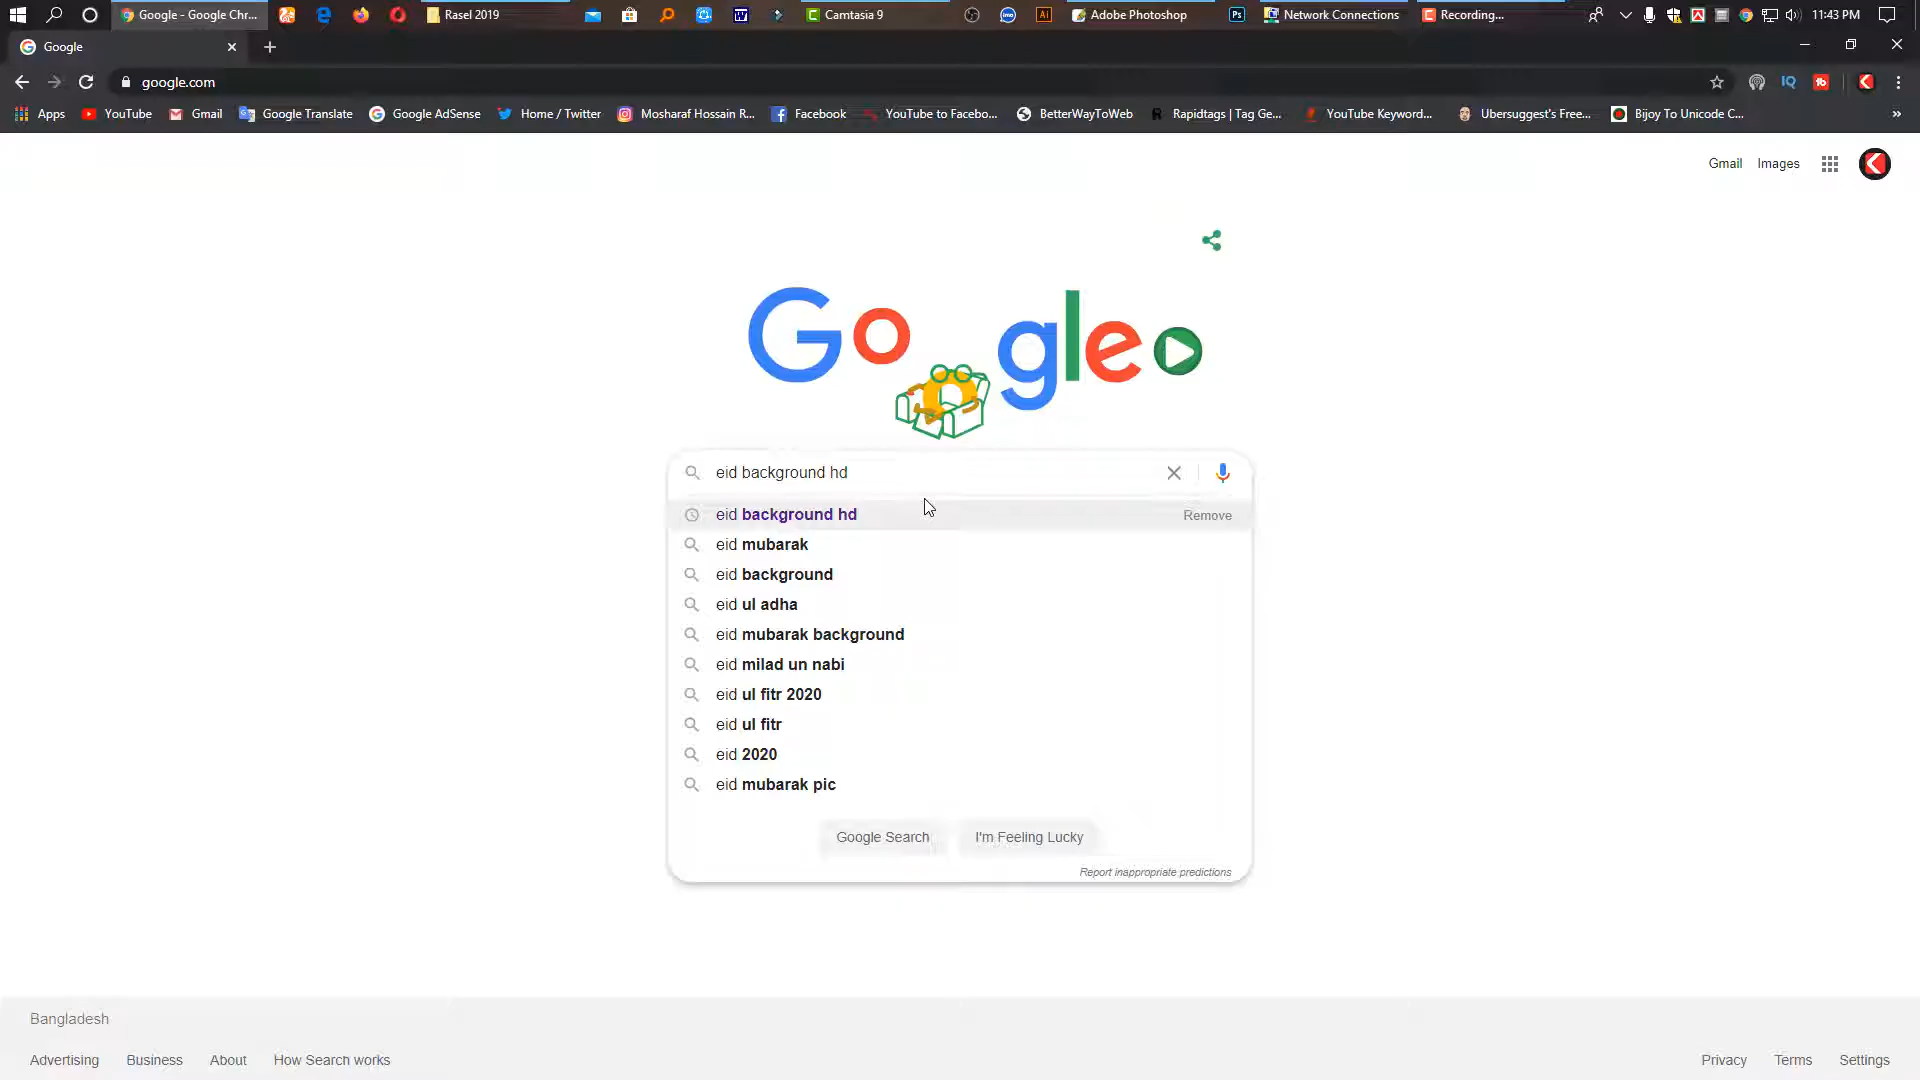 Google - Google Chr...
Rasel 2019
Camtasia 9
Adobe Photoshop
Network Connections
Recording...
11:43 PM
Google
google.com
Apps
YouTube
Gmail
Google Translate
Google AdSense
Home / Twitter
Mosharaf Hossain R...
Facebook
YouTube to Facebo...
BetterWayToWeb
Rapidtags | Tag Ge...
YouTube Keyword...
Ubersuggest's Free...
Bijoy To Unicode C...
»
Gmail
Images
Google
eid background hd
eid background hd
Remove
eid mubarak
eid background
eid ul adha
eid mubarak background
eid milad un nabi
eid ul fitr 2020
eid ul fitr
eid 2020
eid mubarak pic
Google Search
I'm Feeling Lucky
Report inappropriate predictions
Bangladesh
Advertising
Business
About
How Search works
Privacy
Terms
Settings